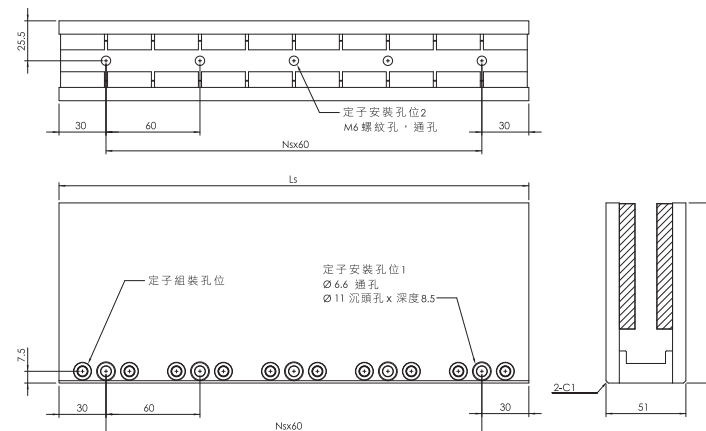 25.5
定子安裝孔位2
M6 螺紋孔，通孔
30
60
30
Nsx60
Ls
定子組裝孔位
定子安裝孔位1
Ø 6.6 通孔
Ø 11 沉頭孔 x 深度 8.5
7.5
30
60
30
Nsx60
2-C1
51